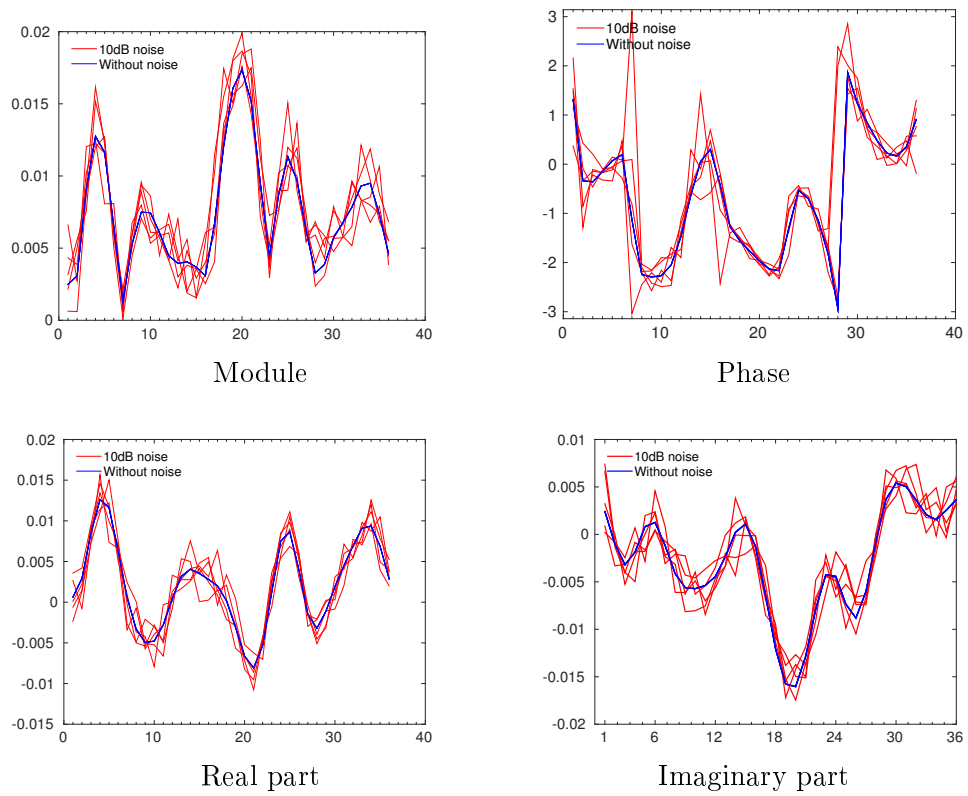 10dB noise
Without noise
0.02
0.015
0.01
0.005
0
0 10 20 30 40
Module
10dB noise
Without noise
3
2
1
0
-1
-2
-3
0 10 20 30 40
Phase
10dB noise
Without noise
0.02
0.015
0.01
0.005
0
-0.005
-0.01
-0.015
0 10 20 30 40
Real part
10dB noise
Without noise
0.01
0.005
0
-0.005
-0.01
-0.015
-0.02
1 6 12 18 24 30 36
Imaginary part